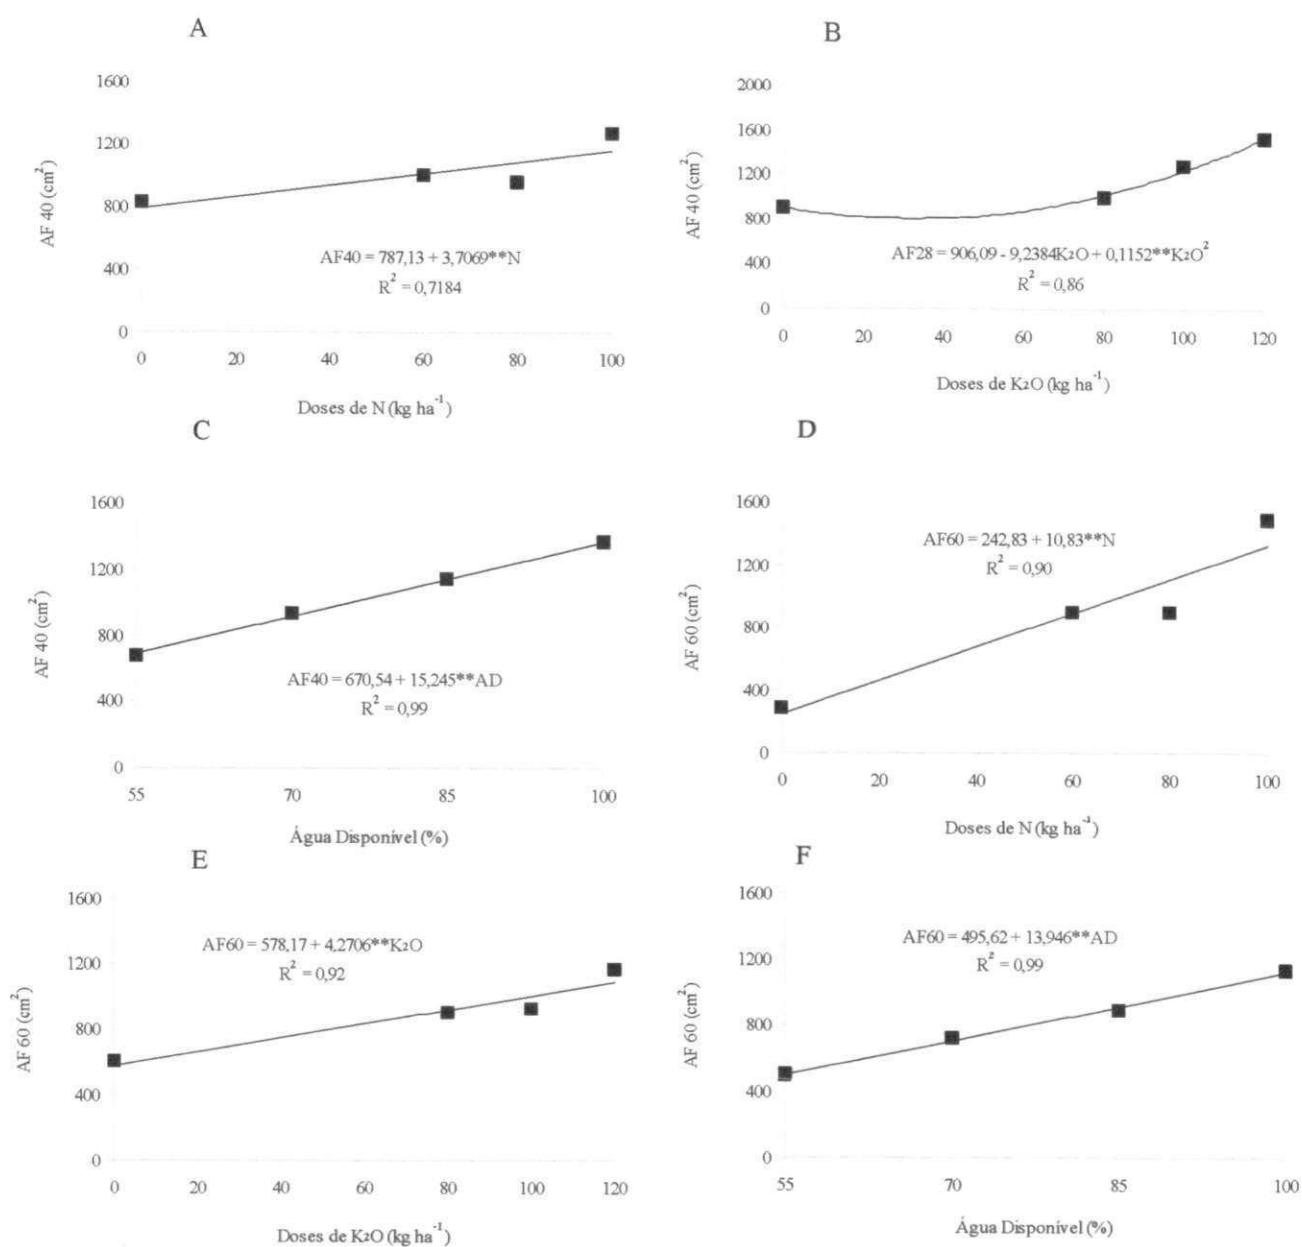 A
1600
1200
800
400
0
AF 40 (cm²)
AF40 = 787,13 + 3,7069**N
R² = 0,7184
0 20 40 60 80 100
Doses de N (kg ha⁻¹)
B
2000
1600
1200
800
400
0
AF 40 (cm²)
AF28 = 906,09 - 9,2384K2O + 0,1152**K2O²
R² = 0,86
0 20 40 60 80 100 120
Doses de K2O (kg ha⁻¹)
C
1600
1200
800
400
0
AF 40 (cm²)
AF40 = 670,54 + 15,245**AD
R² = 0,99
55 70 85 100
Água Disponível (%)
D
1600
1200
800
400
0
AF 60 (cm²)
AF60 = 242,83 + 10,83**N
R² = 0,90
0 20 40 60 80 100
Doses de N (kg ha⁻¹)
E
1600
1200
800
400
0
AF 60 (cm²)
AF60 = 578,17 + 4,2706**K2O
R² = 0,92
0 20 40 60 80 100 120
Doses de K2O (kg ha⁻¹)
F
1600
1200
800
400
0
AF 60 (cm²)
AF60 = 495,62 + 13,946**AD
R² = 0,99
55 70 85 100
Água Disponível (%)